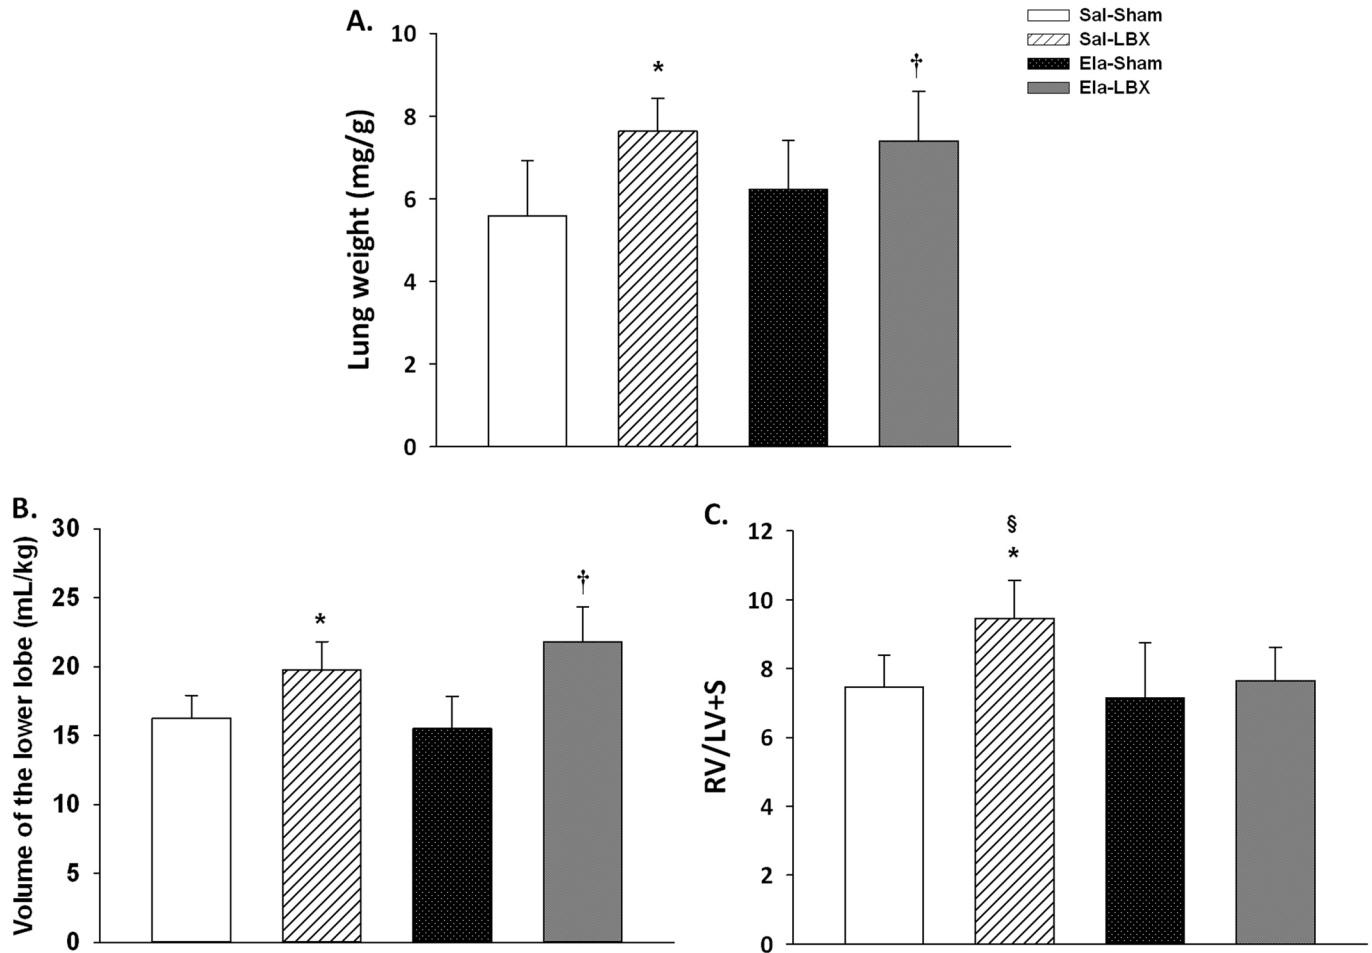 A.
Sal-Sham
Sal-LBX
Ela-Sham
Ela-LBX
Lung weight (mg/g)
10
8
6
4
2
0
*
†
B.
Volume of the lower lobe (mL/kg)
30
25
20
15
10
5
0
*
†
C.
RV/LV+S
12
10
8
6
4
2
0
§
*